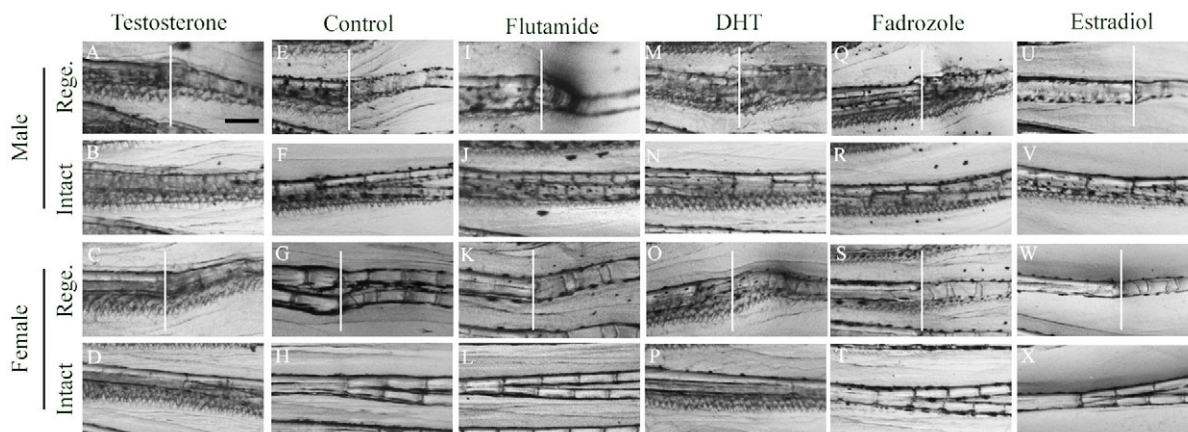 Testosterone Control Flutamide DHT Fadrozole Estradiol
Male
Rege.
A E I M Q U
Intact
B F J N R V
Female
Rege.
C G K O S W
Intact
D H L P T X